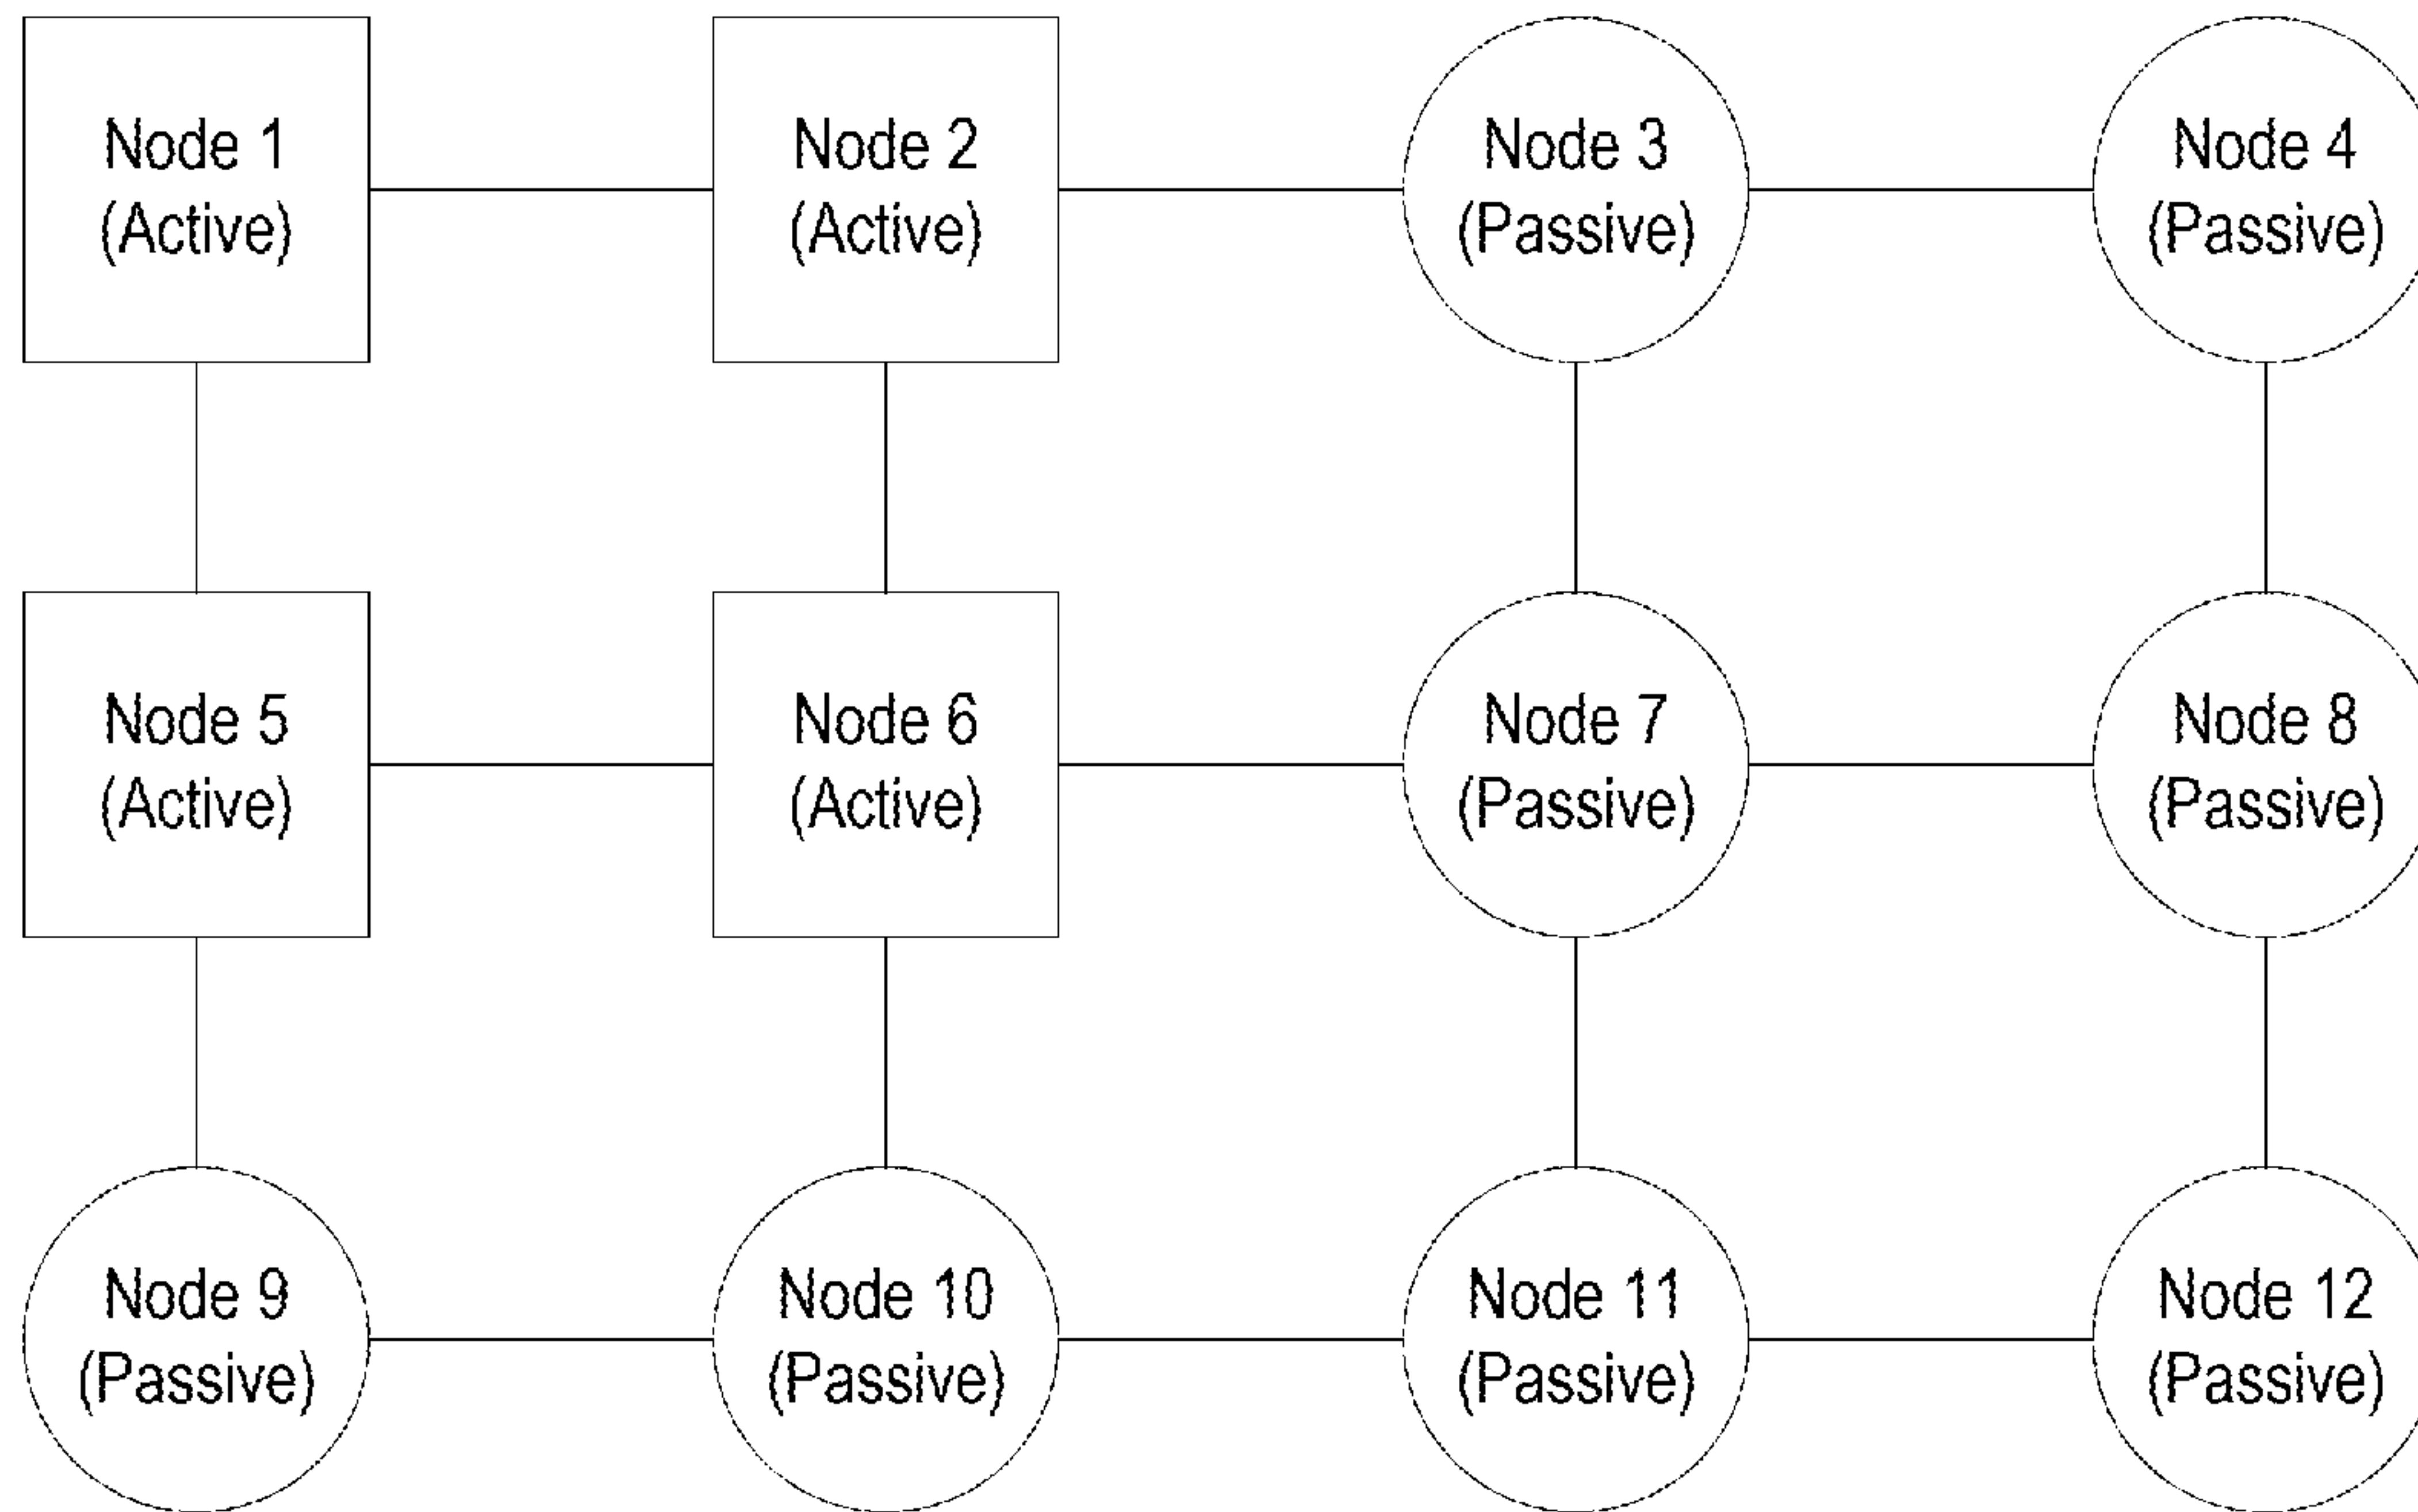 Node 1
(Active)
Node 2
(Active)
Node 3
(Passive)
Node 4
(Passive)
Node 5
(Active)
Node 6
(Active)
Node 7
(Passive)
Node 8
(Passive)
Node 9
(Passive)
Node 10
(Passive)
Node 11
(Passive)
Node 12
(Passive)